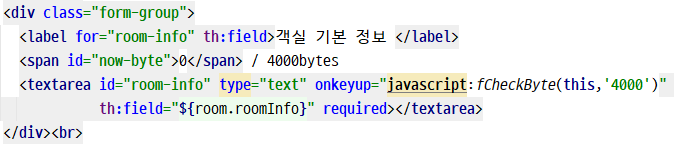 <div class="form-group">
<label for="room-info" th:field>객실 기본 정보 </label>
<span id="now-byte">0</span> / 4000bytes
<textarea id="room-info" type="text" onkeyup="javascript:fCheckByte(this,'4000')"
th:field="${room.roomInfo}" required></textarea>
</div><br>